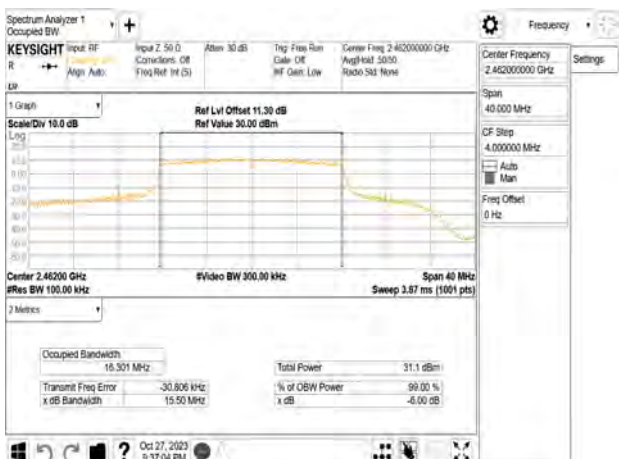 Spectrum Analyzer 1
Occupied BW
Frequency
KEYSIGHT Input: RF Input Z: 50 Ω Atten: 30 dB Trig: Free Run Center Freq: 2.462000000 GHz
R Corrections: Off Gate: Off Avg|Hold: 50/50
Align: Auto Freq Ref: Int (S) #IF Gain: Low Radio Std: None
Center Frequency
2.462000000 GHz
Settings
Span
40.000 MHz
CF Step
4.000000 MHz
Auto
Man
Freq Offset
0 Hz
1 Graph
Ref Lvl Offset 11.30 dB
Scale/Div 10.0 dB Ref Value 30.00 dBm
Log
Center 2.46200 GHz #Video BW 300.00 kHz Span 40 MHz
#Res BW 100.00 kHz Sweep 3.87 ms (1001 pts)
2 Metrics
Occupied Bandwidth
16.301 MHz Total Power 31.1 dBm
Transmit Freq Error -30.806 kHz % of OBW Power 99.00 %
x dB Bandwidth 15.50 MHz x dB -6.00 dB
Oct 27, 2023
9:37:04 PM